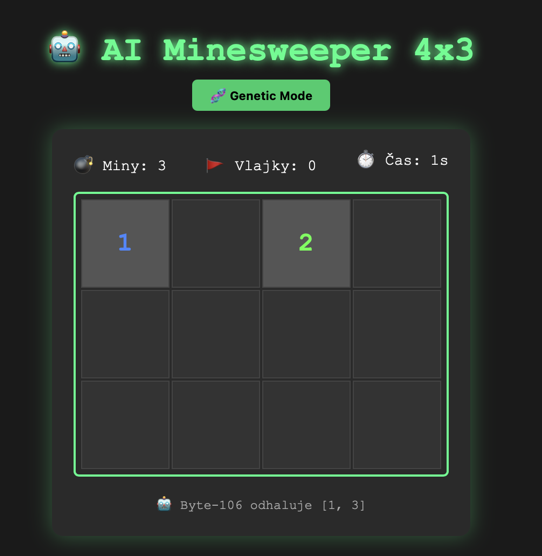 🤖 AI Minesweeper 4x3
🧬 Genetic Mode
💣 Miny: 3 🚩 Vlajky: 0 ⏱️ Čas: 1s
1 2
🤖 Byte-106 odhaluje [1, 3]